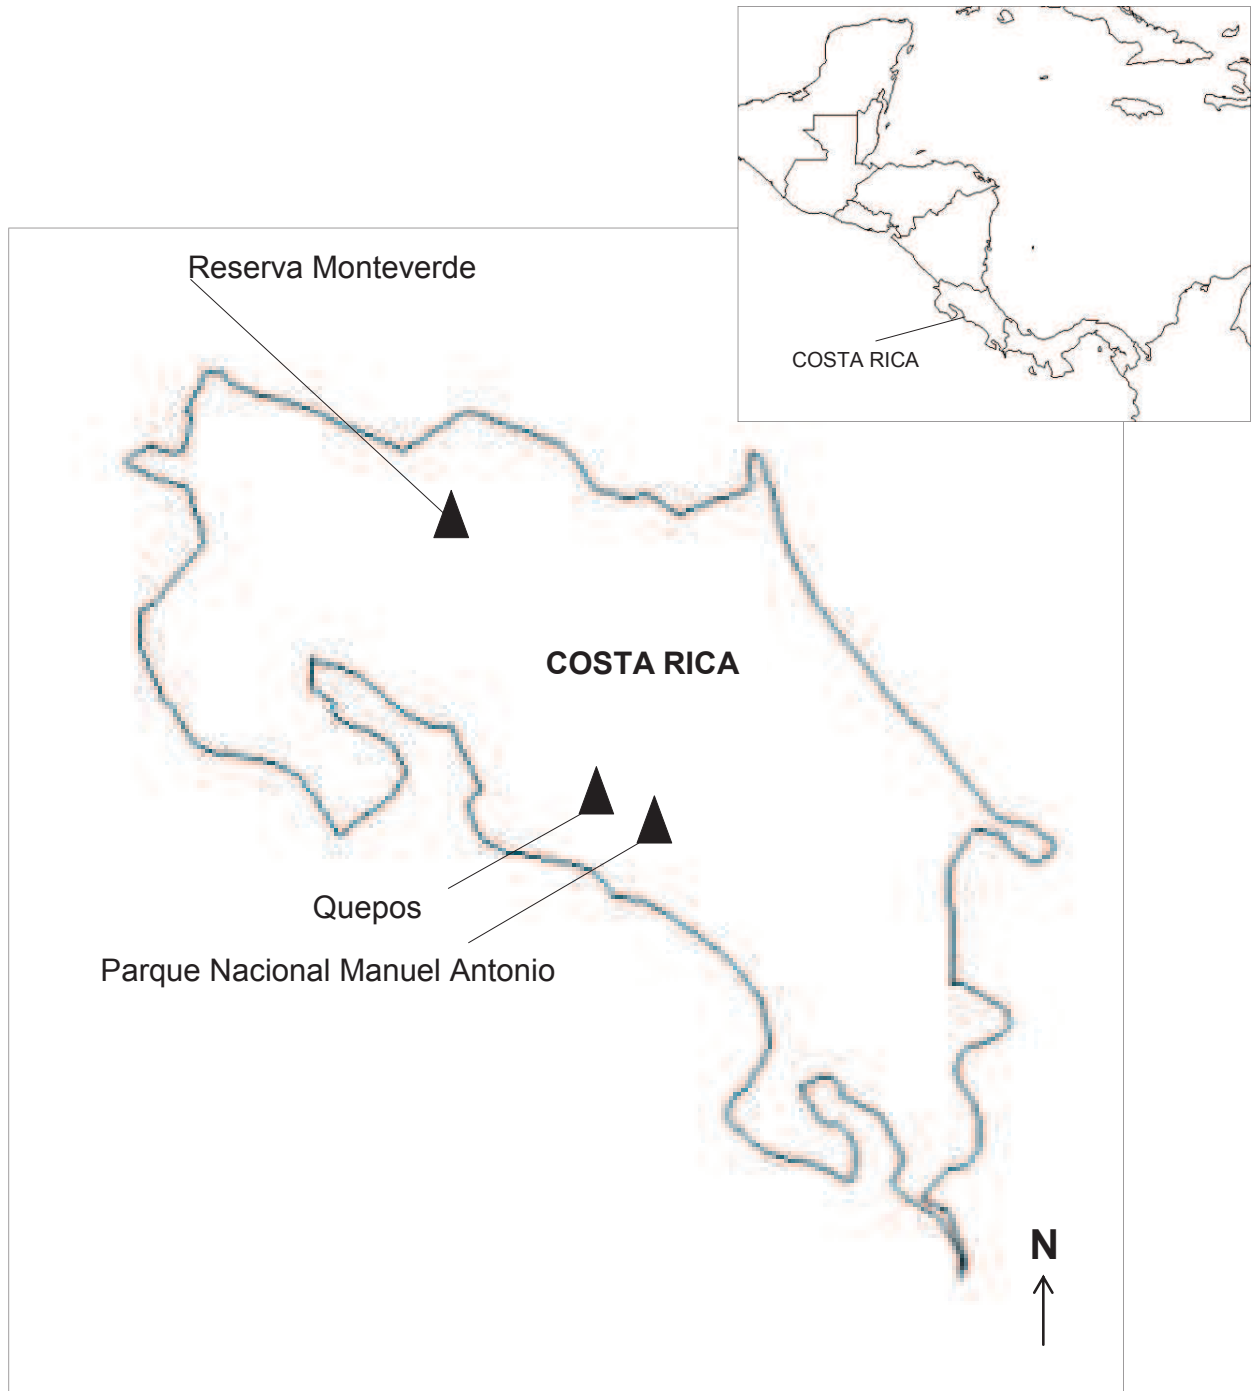 Reserva Monteverde
COSTA RICA
COSTA RICA
Quepos
Parque Nacional Manuel Antonio
N